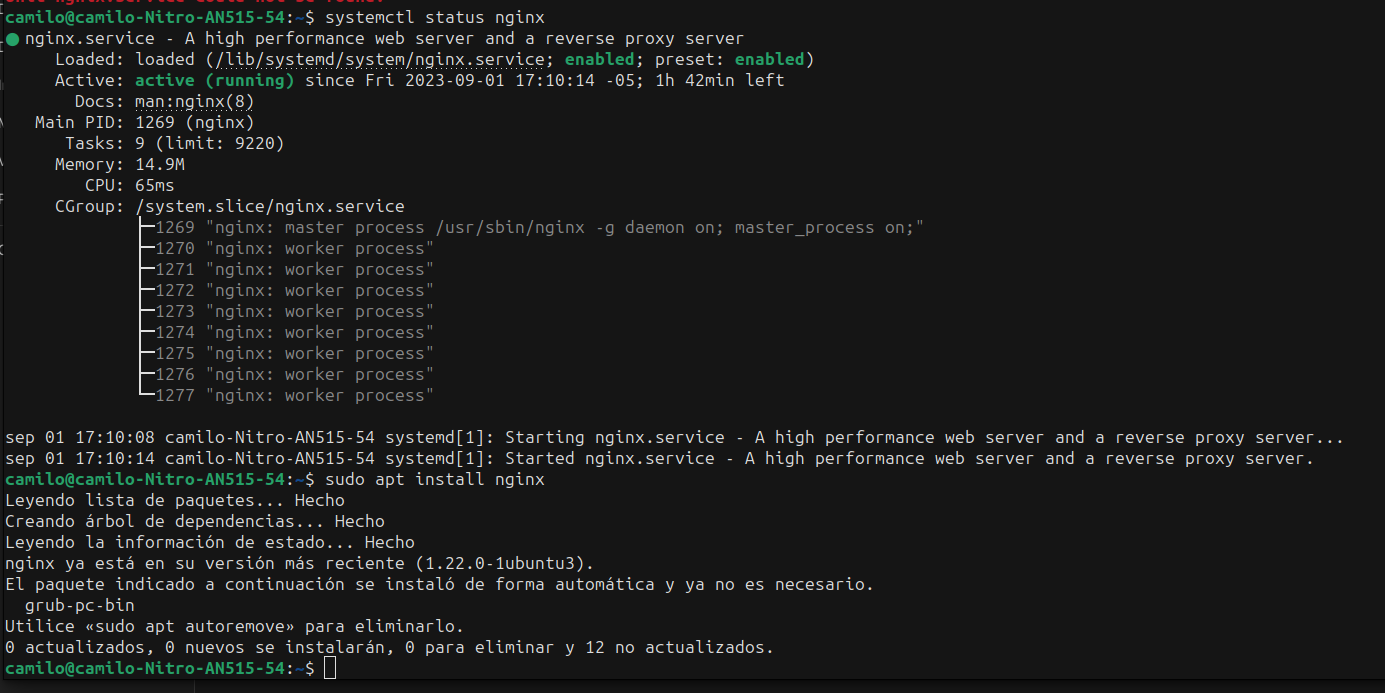 camilo@camilo-Nitro-AN515-54:~$ systemctl status nginx
● nginx.service - A high performance web server and a reverse proxy server
     Loaded: loaded (/lib/systemd/system/nginx.service; enabled; preset: enabled)
     Active: active (running) since Fri 2023-09-01 17:10:14 -05; 1h 42min left
       Docs: man:nginx(8)
   Main PID: 1269 (nginx)
      Tasks: 9 (limit: 9220)
     Memory: 14.9M
        CPU: 65ms
     CGroup: /system.slice/nginx.service
             ├─1269 "nginx: master process /usr/sbin/nginx -g daemon on; master_process on;"
             ├─1270 "nginx: worker process"
             ├─1271 "nginx: worker process"
             ├─1272 "nginx: worker process"
             ├─1273 "nginx: worker process"
             ├─1274 "nginx: worker process"
             ├─1275 "nginx: worker process"
             ├─1276 "nginx: worker process"
             └─1277 "nginx: worker process"

sep 01 17:10:08 camilo-Nitro-AN515-54 systemd[1]: Starting nginx.service - A high performance web server and a reverse proxy server...
sep 01 17:10:14 camilo-Nitro-AN515-54 systemd[1]: Started nginx.service - A high performance web server and a reverse proxy server.
camilo@camilo-Nitro-AN515-54:~$ sudo apt install nginx
Leyendo lista de paquetes... Hecho
Creando árbol de dependencias... Hecho
Leyendo la información de estado... Hecho
nginx ya está en su versión más reciente (1.22.0-1ubuntu3).
El paquete indicado a continuación se instaló de forma automática y ya no es necesario.
  grub-pc-bin
Utilice «sudo apt autoremove» para eliminarlo.
0 actualizados, 0 nuevos se instalarán, 0 para eliminar y 12 no actualizados.
camilo@camilo-Nitro-AN515-54:~$